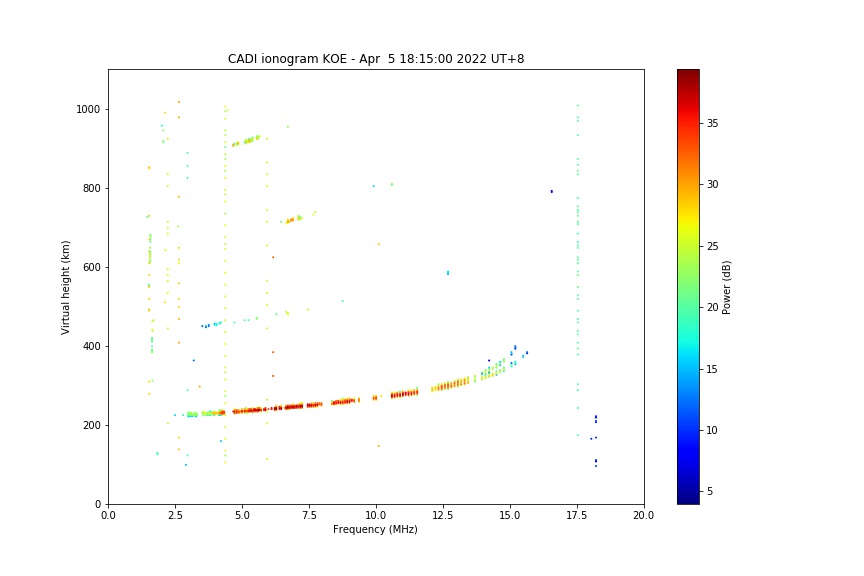 CADI ionogram KOE - Apr  5 18:15:00 2022 UT+8
Virtual height (km)
1000
800
600
400
200
0
0.0 2.5 5.0 7.5 10.0 12.5 15.0 17.5 20.0
Frequency (MHz)
35
30
25
20
15
10
5
Power (dB)